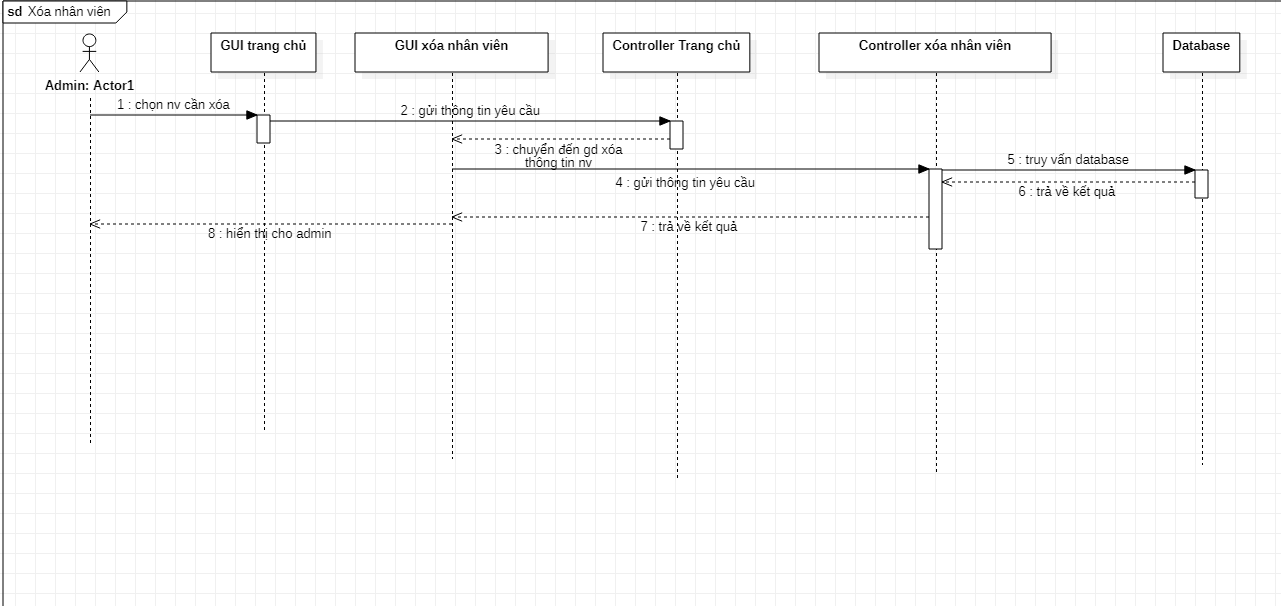 sd Xóa nhân viên
GUI trang chủ
GUI xóa nhân viên
Controller Trang chủ
Controller xóa nhân viên
Database
Admin: Actor1
1 : chọn nv cần xóa
2 : gửi thông tin yêu cầu
3 : chuyển đến gd xóa
thông tin nv
4 : gửi thông tin yêu cầu
5 : truy vấn database
6 : trả về kết quả
7 : trả về kết quả
8 : hiển thị cho admin